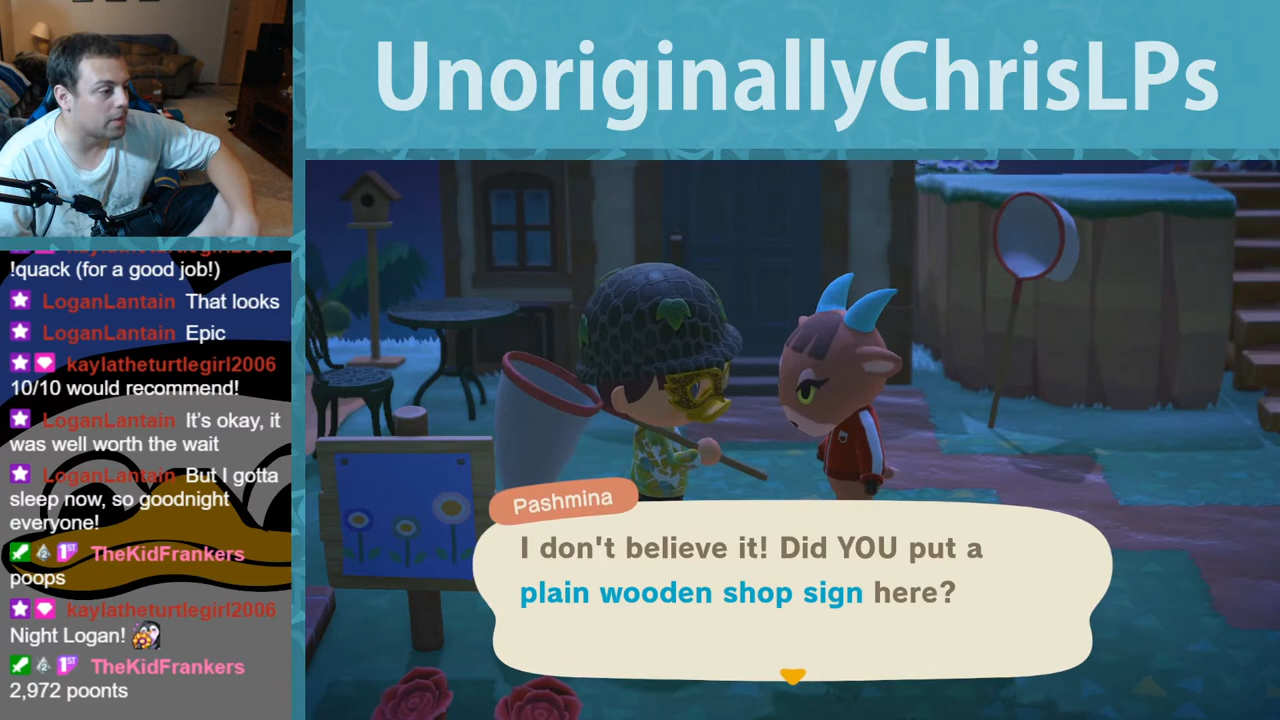 UnoriginallyChrisLPs
!quack (for a good job!)
LoganLantain That looks
LoganLantain Epic
kaylatheturtlegirl2006
10/10 would recommend!
LoganLantain It's okay, it
was well worth the wait
LoganLantain But I gotta
sleep now, so goodnight
everyone!
1ST TheKidFrankers
poops
kaylatheturtlegirl2006
Night Logan!
1ST TheKidFrankers
2,972 poonts
Pashmina
I don't believe it! Did YOU put a
plain wooden shop sign here?